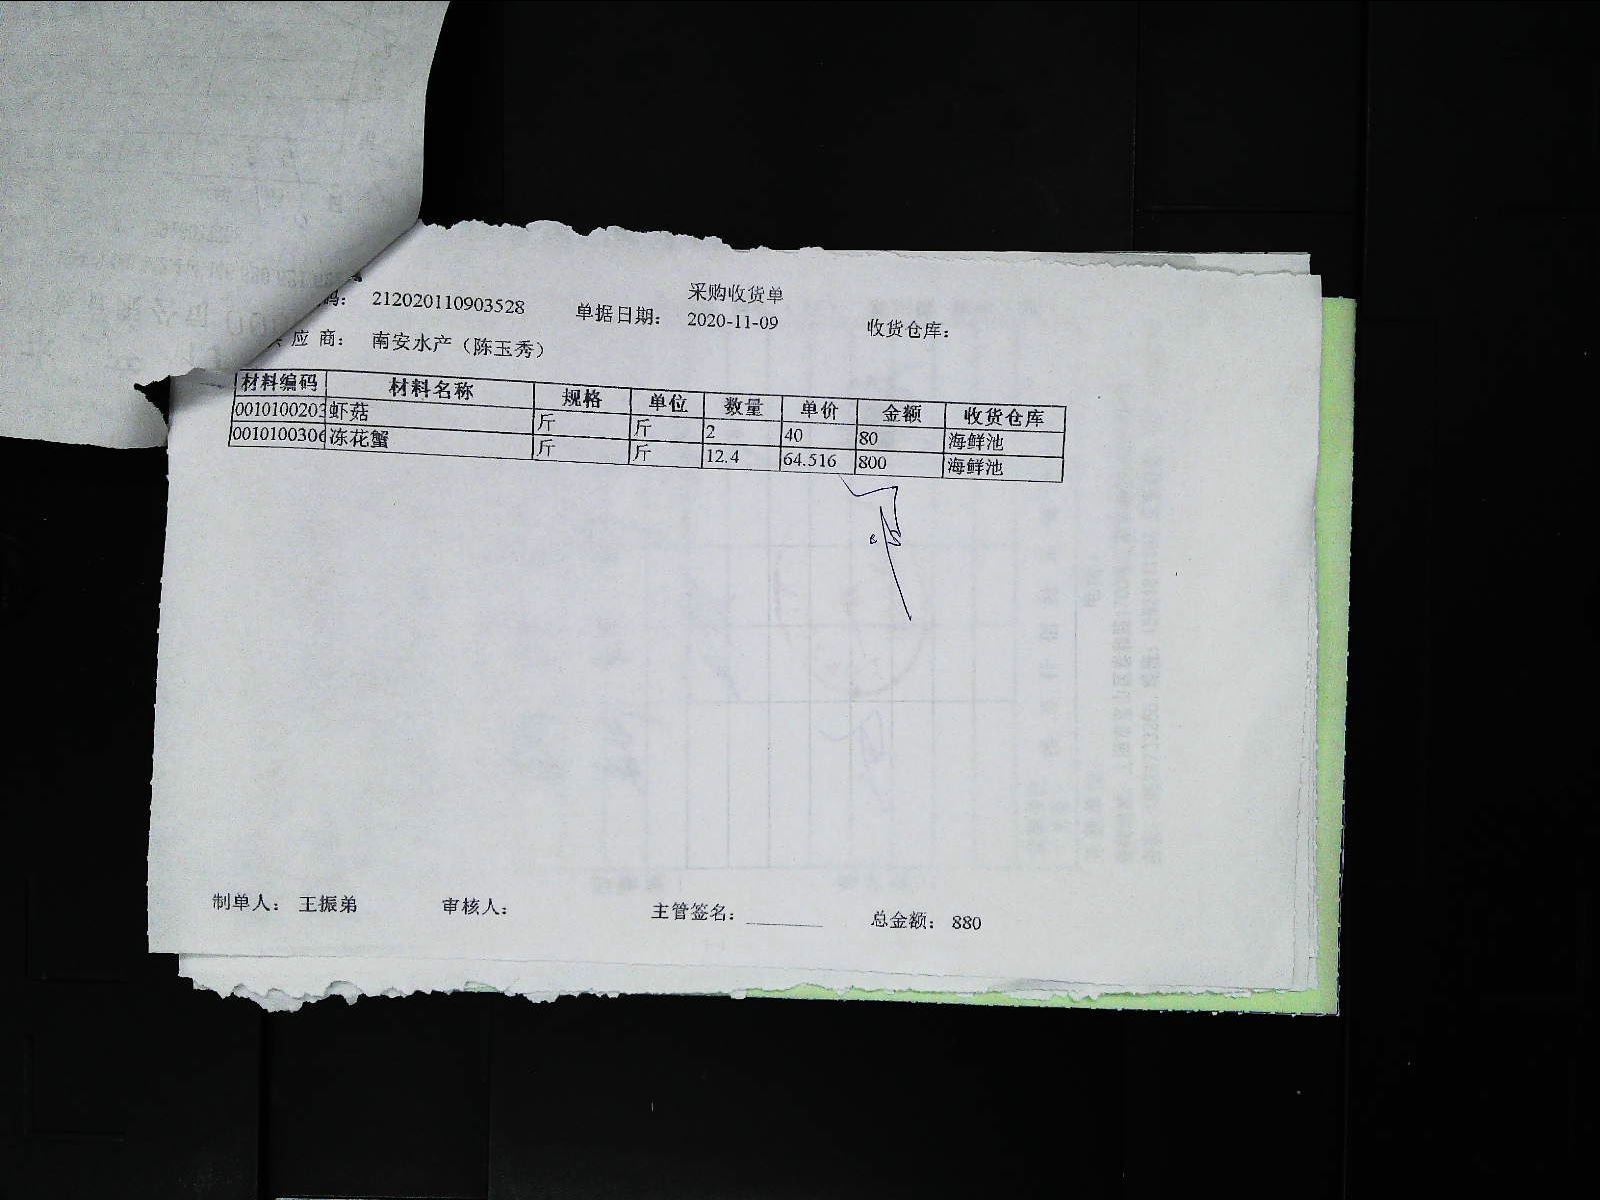 采购收货单
码： 212020110903528 单据日期： 2020-11-09 收货仓库：
应 商： 南安水产（陈玉秀）
材料编码 材料名称 规格 单位 数量 单价 金额 收货仓库
0010100203 虾菇 斤 斤 2 40 80 海鲜池
001010030 冻花蟹 斤 斤 12.4 64.516 800 海鲜池
制单人： 王振弟 审核人： 主管签名： 总金额： 880